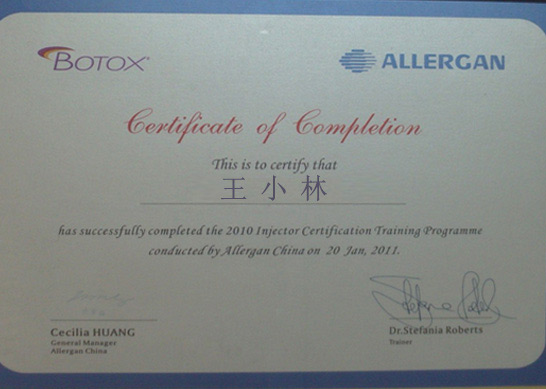 BOTOX®
ALLERGAN
Certificate of Completion
This is to certify that
王小林
has successfully completed the 2010 Injector Certification Training Programme
conducted by Allergan China on 20 Jan, 2011.
Cecilia HUANG
General Manager
Allergan China
Dr.Stefania Roberts
Trainer